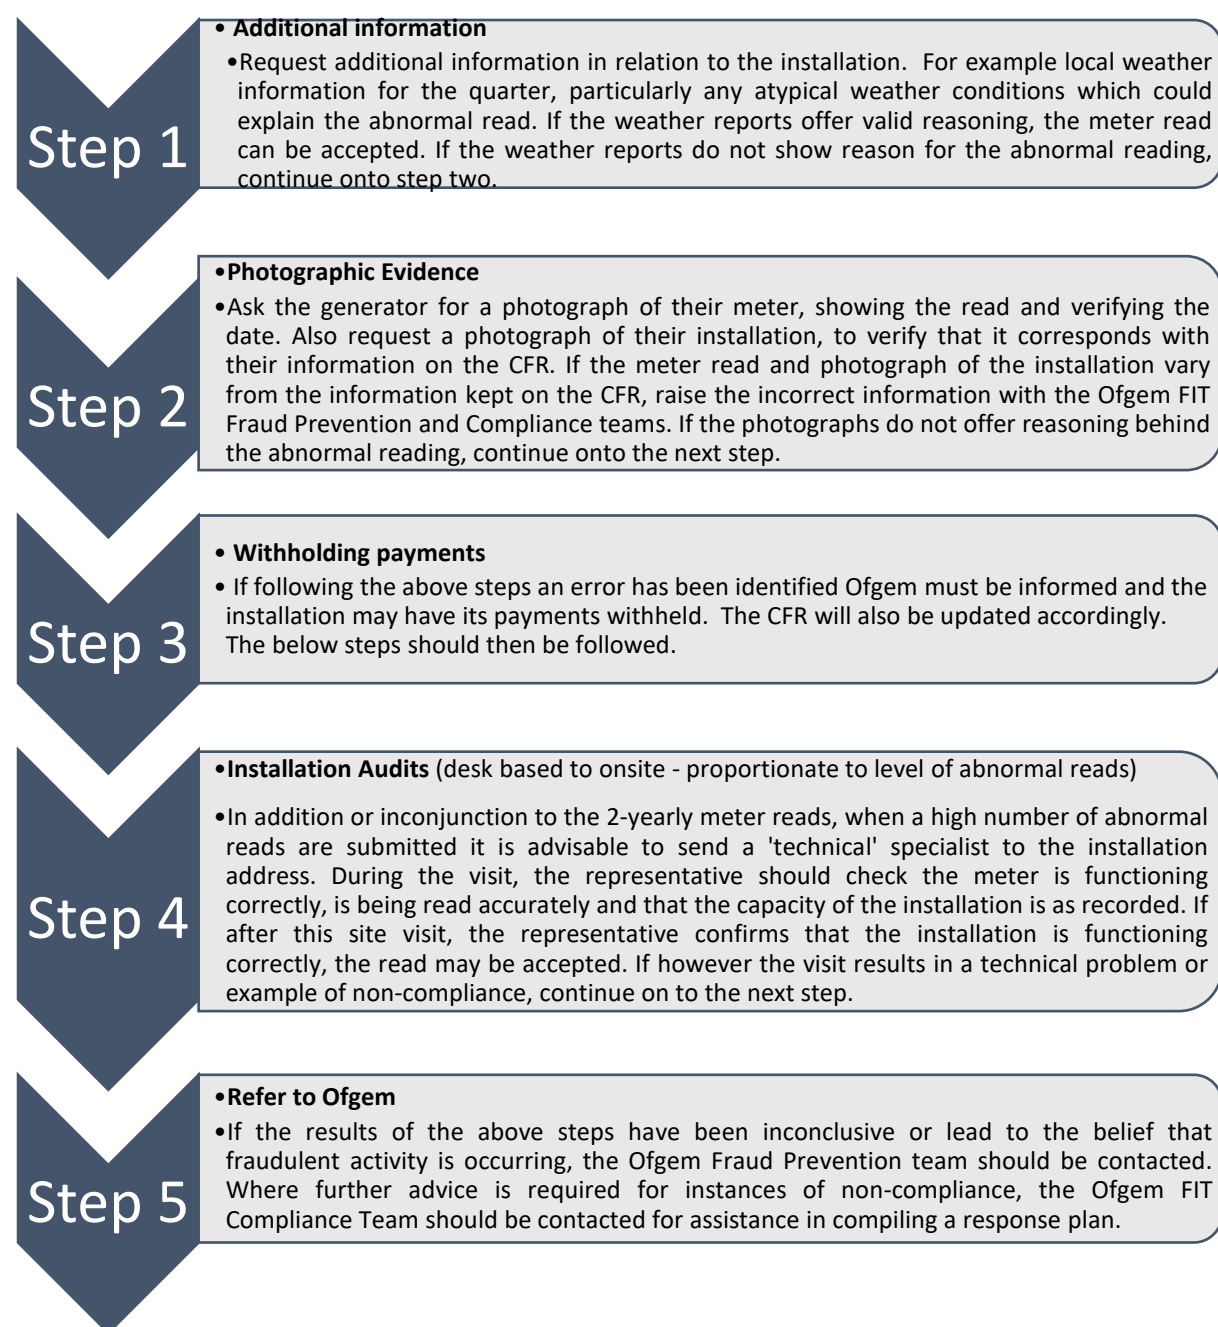 Step 1
• Additional information
•Request additional information in relation to the installation. For example local weather
information for the quarter, particularly any atypical weather conditions which could
explain the abnormal read. If the weather reports offer valid reasoning, the meter read
can be accepted. If the weather reports do not show reason for the abnormal reading,
continue onto step two.
Step 2
•Photographic Evidence
•Ask the generator for a photograph of their meter, showing the read and verifying the
date. Also request a photograph of their installation, to verify that it corresponds with
their information on the CFR. If the meter read and photograph of the installation vary
from the information kept on the CFR, raise the incorrect information with the Ofgem FIT
Fraud Prevention and Compliance teams. If the photographs do not offer reasoning behind
the abnormal reading, continue onto the next step.
Step 3
• Withholding payments
• If following the above steps an error has been identified Ofgem must be informed and the
installation may have its payments withheld. The CFR will also be updated accordingly.
The below steps should then be followed.
Step 4
•Installation Audits (desk based to onsite - proportionate to level of abnormal reads)
•In addition or inconjunction to the 2-yearly meter reads, when a high number of abnormal
reads are submitted it is advisable to send a 'technical' specialist to the installation
address. During the visit, the representative should check the meter is functioning
correctly, is being read accurately and that the capacity of the installation is as recorded. If
after this site visit, the representative confirms that the installation is functioning
correctly, the read may be accepted. If however the visit results in a technical problem or
example of non-compliance, continue on to the next step.
Step 5
•Refer to Ofgem
•If the results of the above steps have been inconclusive or lead to the belief that
fraudulent activity is occurring, the Ofgem Fraud Prevention team should be contacted.
Where further advice is required for instances of non-compliance, the Ofgem FIT
Compliance Team should be contacted for assistance in compiling a response plan.